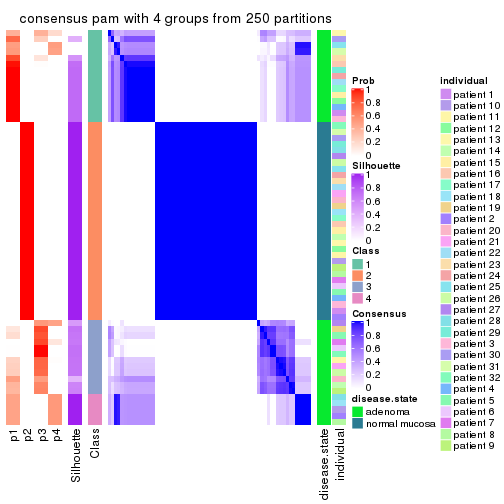 consensus pam with 4 groups from 250 partitions
Prob
1
0.8
0.6
0.4
0.2
0
Silhouette
1
0.8
0.6
0.4
0.2
0
Class
1
2
3
4
Consensus
1
0.8
0.6
0.4
0.2
0
disease.state
adenoma
normal mucosa
individual
patient 1
patient 10
patient 11
patient 12
patient 13
patient 14
patient 15
patient 16
patient 17
patient 18
patient 19
patient 2
patient 20
patient 21
patient 22
patient 23
patient 24
patient 25
patient 26
patient 27
patient 28
patient 29
patient 3
patient 30
patient 31
patient 32
patient 4
patient 5
patient 6
patient 7
patient 8
patient 9
p1
p2
p3
p4
Silhouette
Class
disease.state
individual